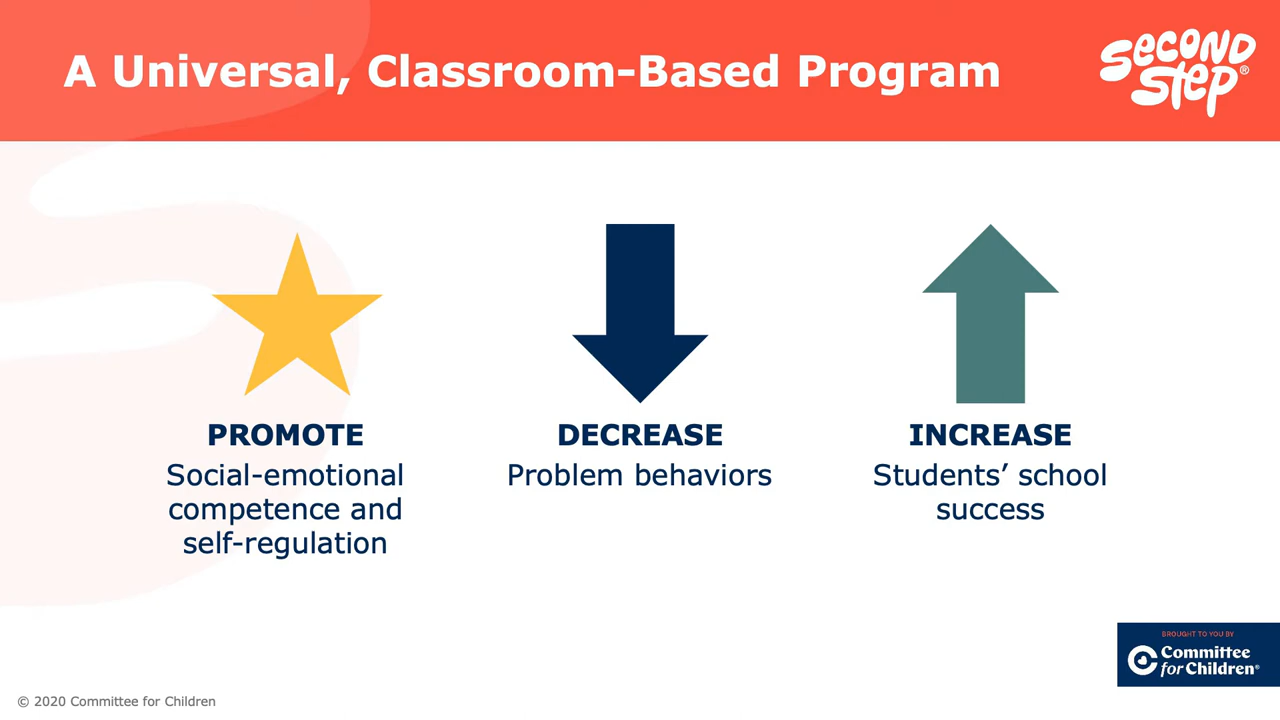 A Universal, Classroom-Based Program
SECOND
STEP®
PROMOTE
Social-emotional
competence and
self-regulation
DECREASE
Problem behaviors
INCREASE
Students’ school
success
BROUGHT TO YOU BY
Committee
for Children®
© 2020 Committee for Children